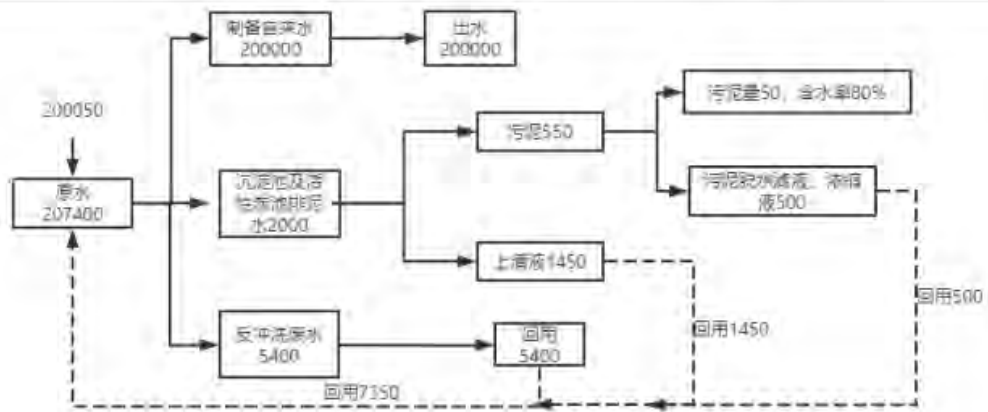 制备自来水
200000
出水
200000
污泥量50，含水率80%
200050
污泥550
原水
207400
沉淀池及活
性炭池排泥
水2000
污泥脱水滤液、浓缩
液500
上清液1450
回用500
回用1450
反冲洗废水
5400
回用
5400
回用7350